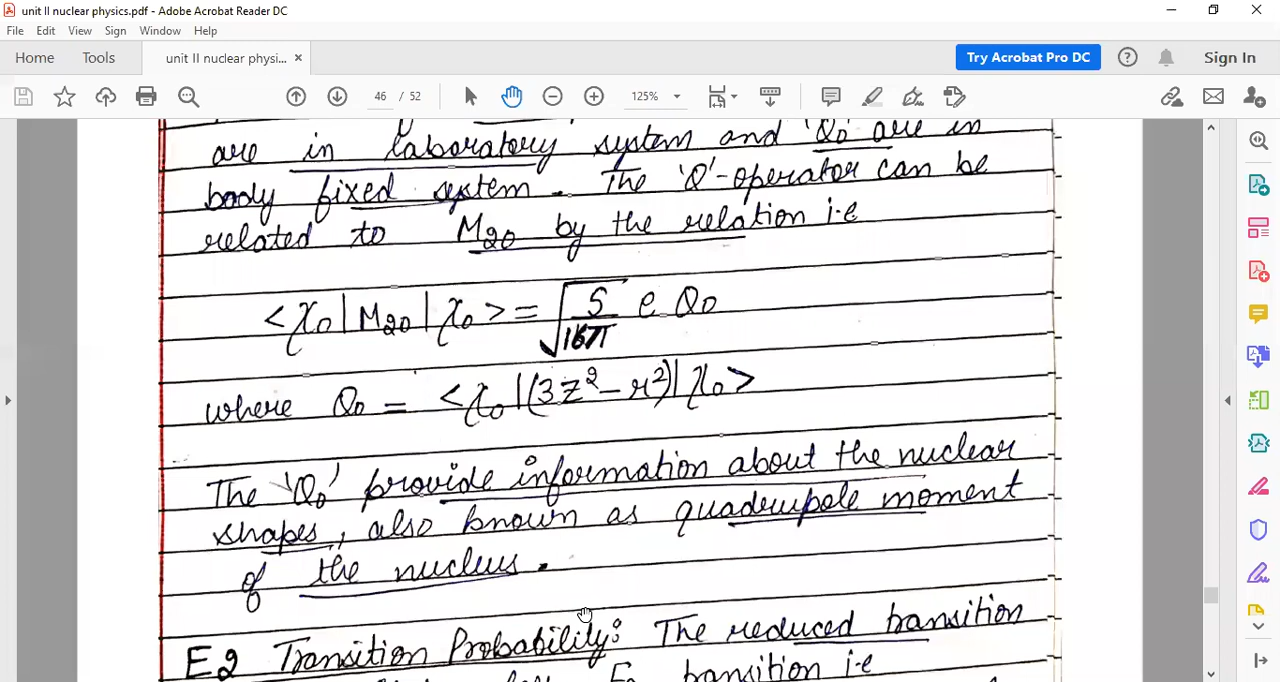 unit II nuclear physics.pdf - Adobe Acrobat Reader DC
File Edit View Sign Window Help
Home Tools unit II nuclear physi... × Try Acrobat Pro DC Sign In
46 / 52 125%
are in laboratory system and 'Q0' are in
body fixed system. The 'Q'-operator can be
related to M20 by the relation i.e
<χ0|M20|χ0> = √5/16π e Q0
where Q0 = <χ0|(3z²-r²)|χ0>
The 'Q0' provide information about the nuclear
shapes, also known as quadrupole moment
of the nucleus.
E2 Transition Probability: The reduced transition
transition i.e